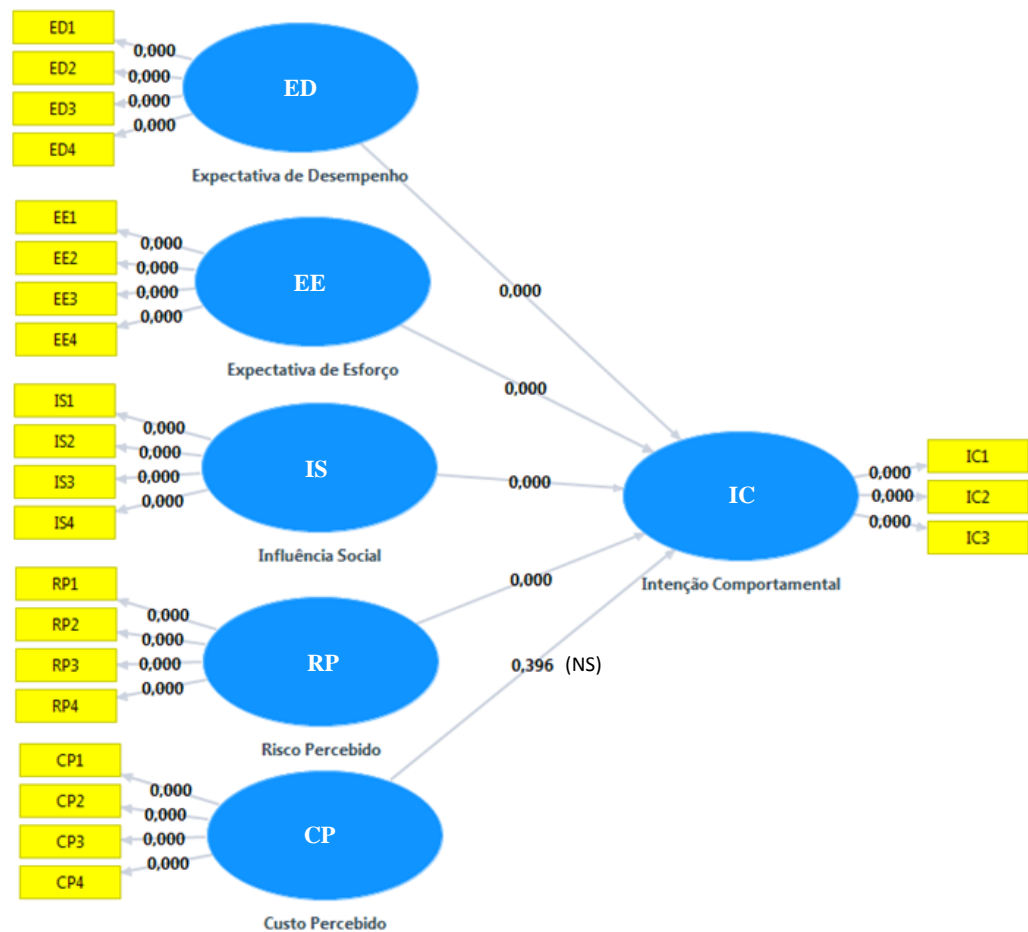 ED1
0,000
ED2
0,000
ED3
0,000
ED4
0,000
ED
Expectativa de Desempenho
EE1
0,000
EE2
0,000
EE3
0,000
EE4
0,000
EE
Expectativa de Esforço
IS1
0,000
IS2
0,000
IS3
0,000
IS4
0,000
IS
Influência Social
RP1
0,000
RP2
0,000
RP3
0,000
RP4
0,000
RP
Risco Percebido
CP1
0,000
CP2
0,000
CP3
0,000
CP4
0,000
CP
Custo Percebido
0,000
0,000
0,000
0,000
0,396 (NS)
IC
Intenção Comportamental
0,000
IC1
0,000
IC2
0,000
IC3